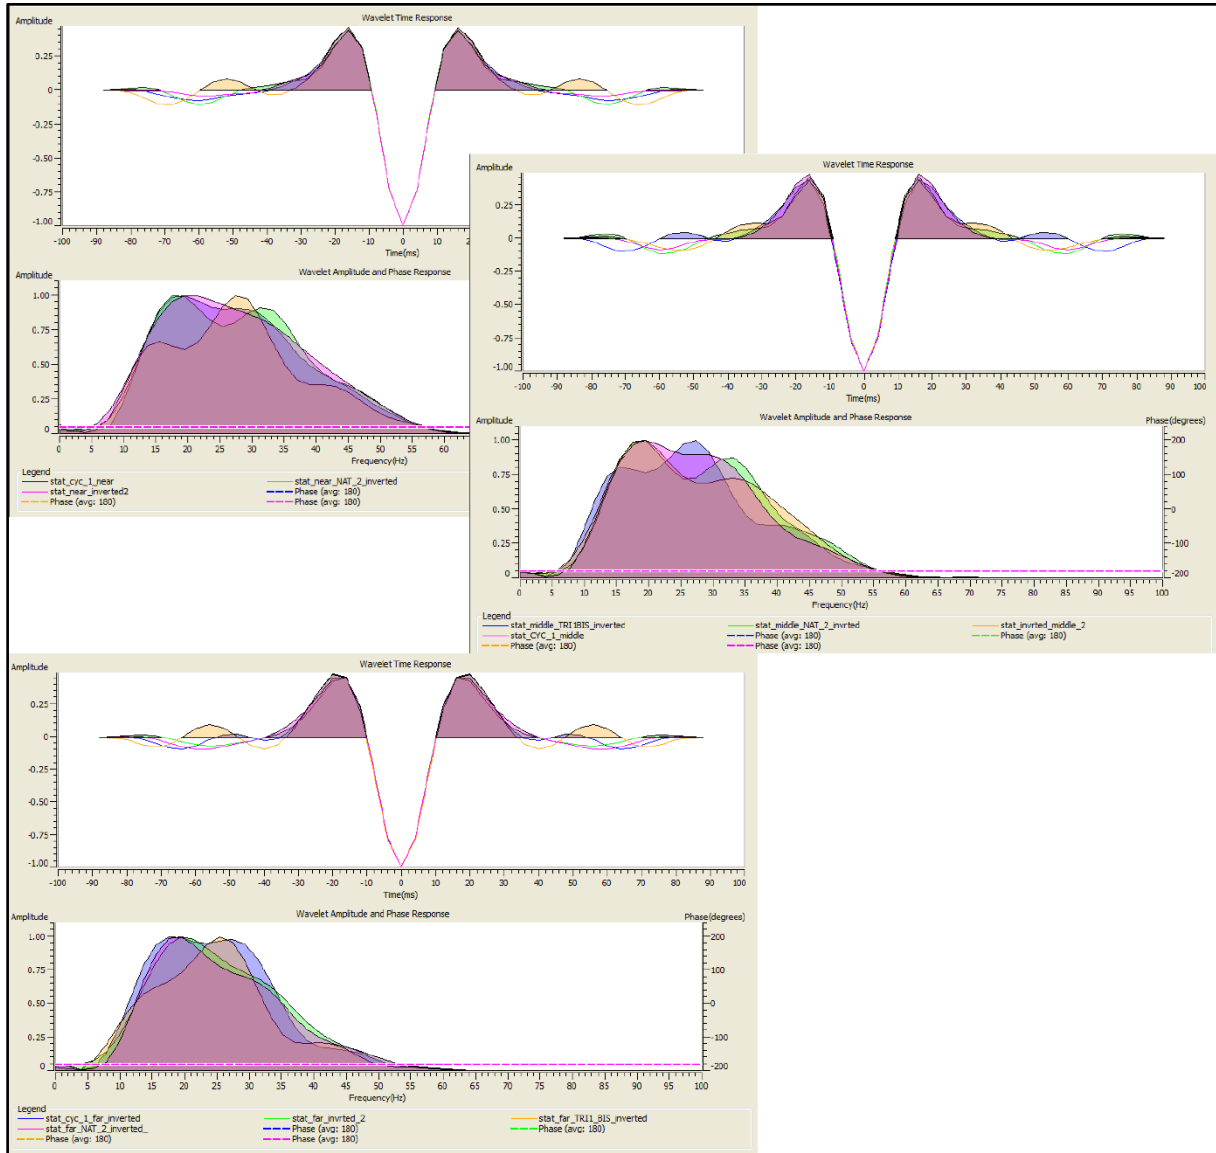 Amplitude Wavelet Time Response
0.25
0
-0.25
-0.50
-0.75
-1.00
-100 -90 -80 -70 -60 -50 -40 -30 -20 -10 0 10
Time(ms)
Amplitude Wavelet Amplitude and Phase Response
1.00
0.75
0.50
0.25
0
0 5 10 15 20 25 30 35 40 45 50 55 60
Frequency(Hz)
Legend
stat_cyc_1_near stat_near_NAT_2_inverted
stat_near_inverted2 Phase (avg: 180)
Phase (avg: 180) Phase (avg: 180)
Amplitude Wavelet Time Response
0.25
0
-0.25
-0.50
-0.75
-1.00
-100 -90 -80 -70 -60 -50 -40 -30 -20 -10 0 10 20 30 40 50 60 70 80 90 100
Time(ms)
Amplitude Wavelet Amplitude and Phase Response Phase(degrees)
1.00 200
0.75 100
0.50 0
0.25 -100
0 -200
0 5 10 15 20 25 30 35 40 45 50 55 60 65 70 75 80 85 90 95 100
Frequency(Hz)
Legend
stat_middle_TRI1BIS_inverted stat_middle_NAT_2_invrted stat_invrted_middle_2
stat_CYC_1_middle Phase (avg: 180) Phase (avg: 180)
Phase (avg: 180) Phase (avg: 180)
Amplitude Wavelet Time Response
0.25
0
-0.25
-0.50
-0.75
-1.00
-100 -90 -80 -70 -60 -50 -40 -30 -20 -10 0 10 20 30 40 50 60 70 80 90 100
Time(ms)
Amplitude Wavelet Amplitude and Phase Response Phase(degrees)
1.00 200
0.75 100
0.50 0
0.25 -100
0 -200
0 5 10 15 20 25 30 35 40 45 50 55 60 65 70 75 80 85 90 95 100
Frequency(Hz)
Legend
stat_cyc_1_far_inverted stat_far_invrted_2 stat_far_TRI1_BIS_inverted
stat_far_NAT_2_inverted_ Phase (avg: 180) Phase (avg: 180)
Phase (avg: 180) Phase (avg: 180)